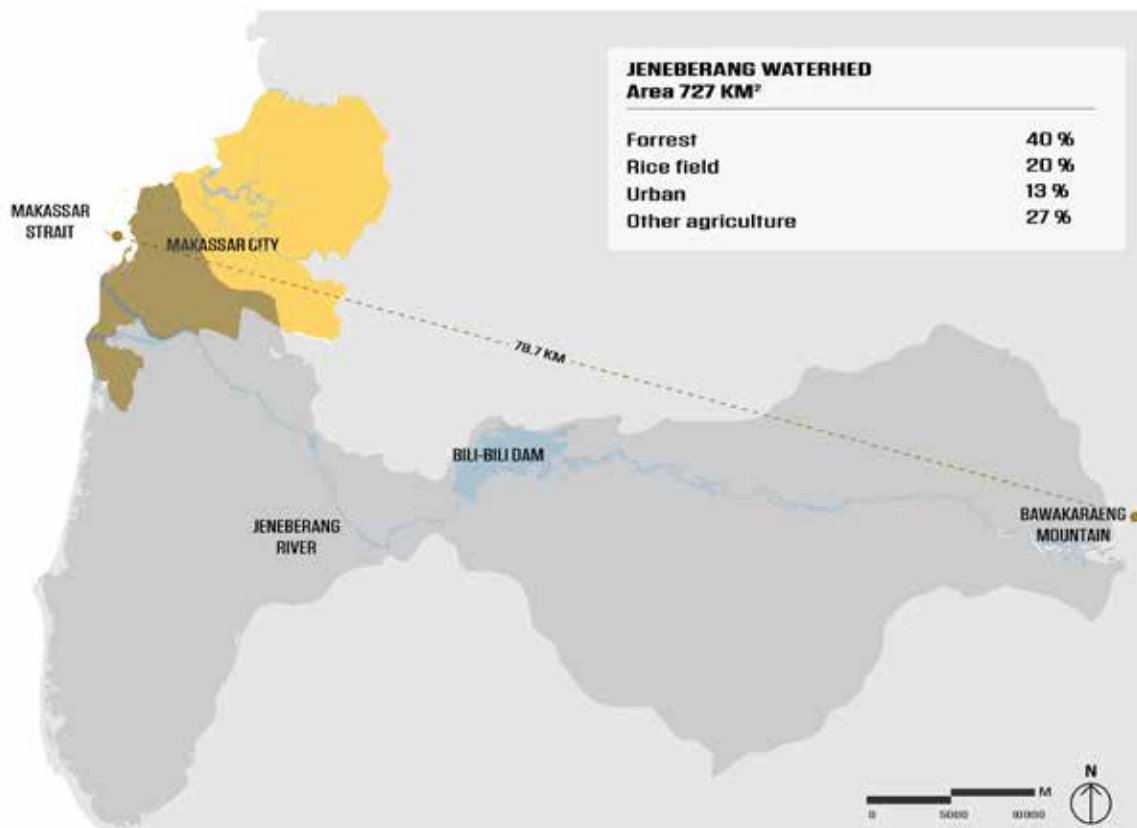 JENEBERANG WATERHED
Area 727 KM²
Forrest 40 %
Rice field 20 %
Urban 13 %
Other agriculture 27 %
MAKASSAR
STRAIT
MAKASSAR CITY
78.7 KM
BILI-BILI DAM
JENEBERANG
RIVER
BAWAKARAENG
MOUNTAIN
N
M
0 5000 10000